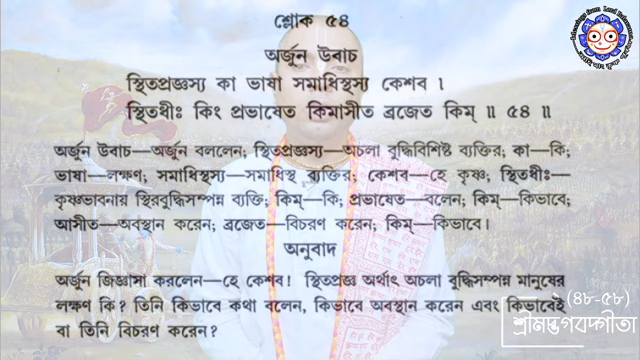 শ্লোক ৫৪
অর্জুন উবাচ
স্থিতপ্রজ্ঞস্য কা ভাষা সমাধিস্থস্য কেশব ৷
স্থিতধীঃ কিং প্রভাষেত কিমাসীত ব্রজেত কিম্ ॥ ৫৪ ॥
অর্জুন উবাচ—অর্জুন বললেন; স্থিতপ্রজ্ঞস্য—অচলা বুদ্ধিবিশিষ্ট ব্যক্তির; কা—কি;
ভাষা—লক্ষণ; সমাধিস্থস্য—সমাধিস্থ ব্যক্তির; কেশব—হে কৃষ্ণ; স্থিতধীঃ—
কৃষ্ণভাবনায় স্থিরবুদ্ধিসম্পন্ন ব্যক্তি; কিম্—কি; প্রভাষেত—বলেন; কিম্—কিভাবে;
আসীত—অবস্থান করেন; ব্রজেত—বিচরণ করেন; কিম্—কিভাবে।
অনুবাদ
অর্জুন জিজ্ঞাসা করলেন—হে কেশব! স্থিতপ্রজ্ঞ অর্থাৎ অচলা বুদ্ধিসম্পন্ন মানুষের
লক্ষণ কি? তিনি কিভাবে কথা বলেন, কিভাবে অবস্থান করেন এবং কিভাবেই
বা তিনি বিচরণ করেন?
(৪৮-৫৮)
শ্রীমদ্ভগবদ্গীতা